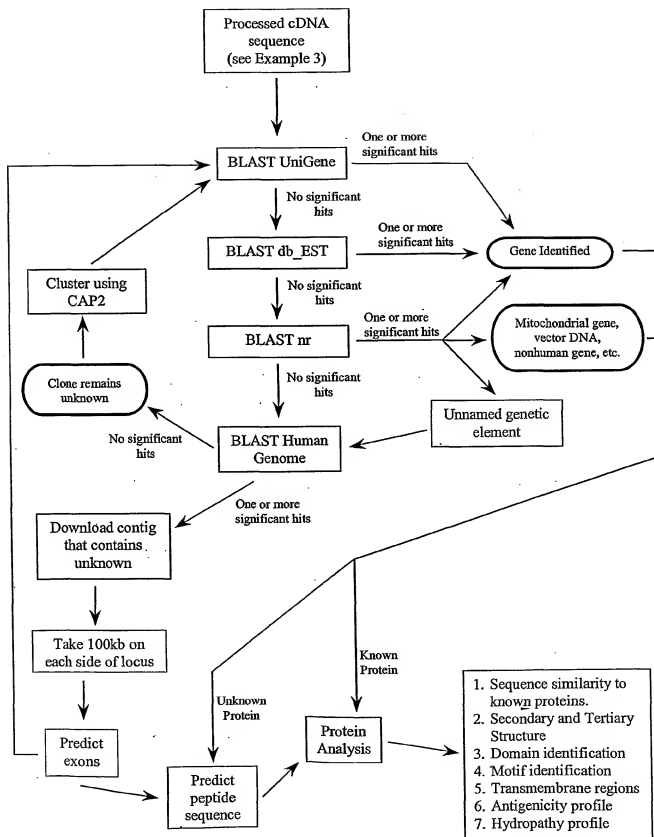 Processed cDNA
sequence
(see Example 3)
One or more
significant hits
BLAST UniGene
No significant
hits
One or more
significant hits
BLAST db_EST
Gene Identified
Cluster using
CAP2
No significant
hits
One or more
significant hits
Mitochondrial gene,
vector DNA,
nonhuman gene, etc.
BLAST nr
Clone remains
unknown
No significant
hits
Unnamed genetic
element
No significant
hits
BLAST Human
Genome
One or more
significant hits
Download contig
that contains
unknown
Take 100kb on
each side of locus
Known
Protein
Unknown
Protein
Predict
exons
Protein
Analysis
Predict
peptide
sequence
1. Sequence similarity to
known proteins.
2. Secondary and Tertiary
Structure
3. Domain identification
4. Motif identification
5. Transmembrane regions
6. Antigenicity profile
7. Hydropathy profile